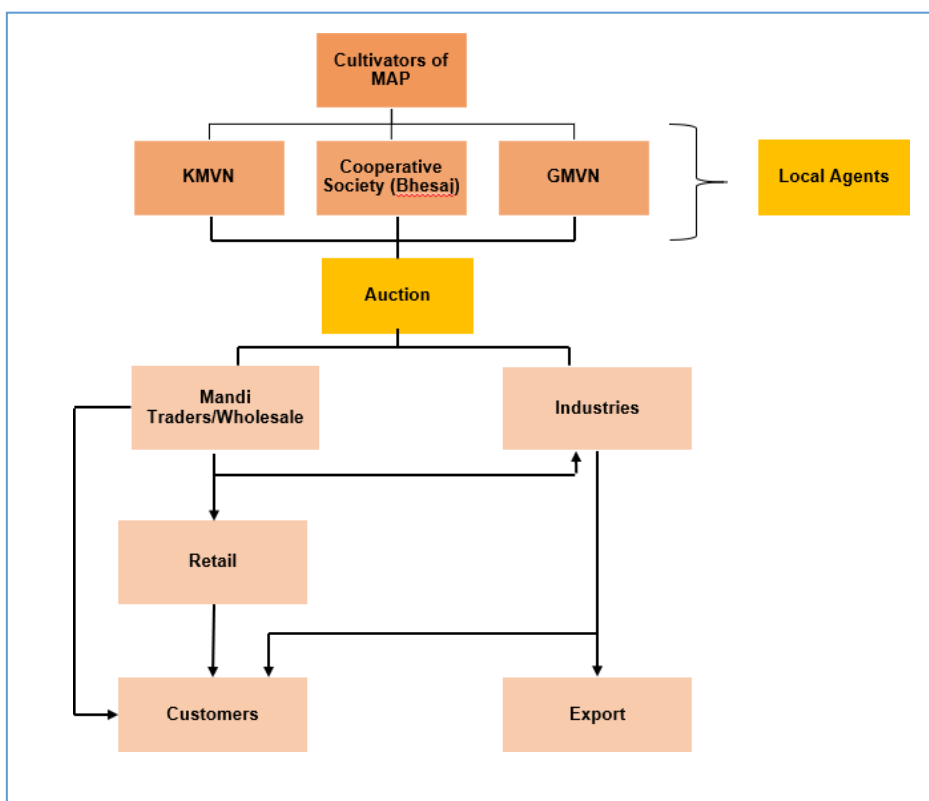 Cultivators of
MAP
KMVN
Cooperative
Society (Bhesaj)
GMVN
Local Agents
Auction
Mandi
Traders/Wholesale
Industries
Retail
Customers
Export